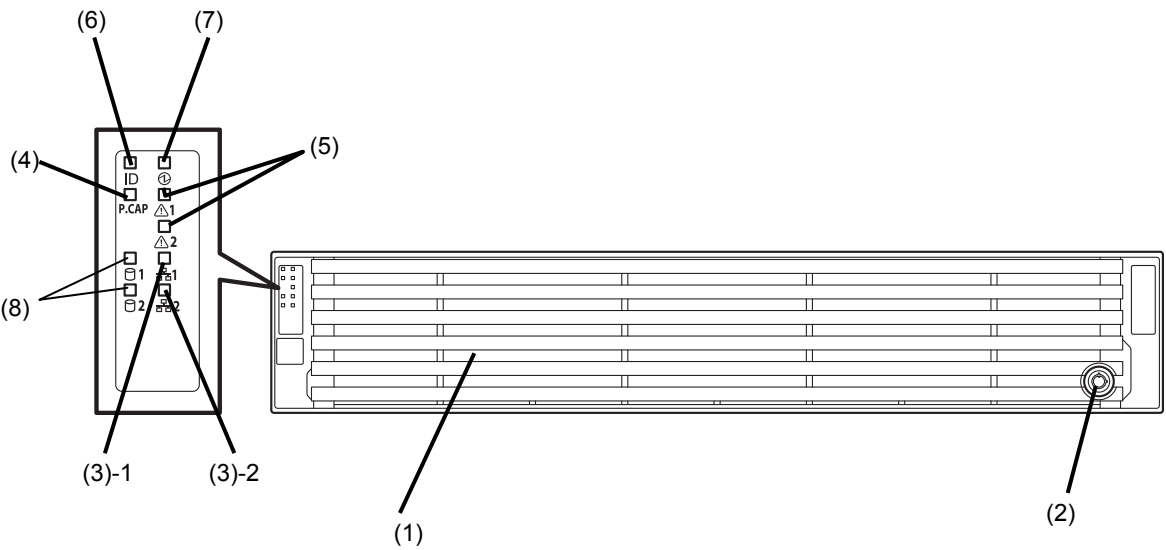 (6) (7)
(4) (5)
ID
P.CAP 1
2
1 1
(8) 2 2
(3)-1 (3)-2
(1) (2)